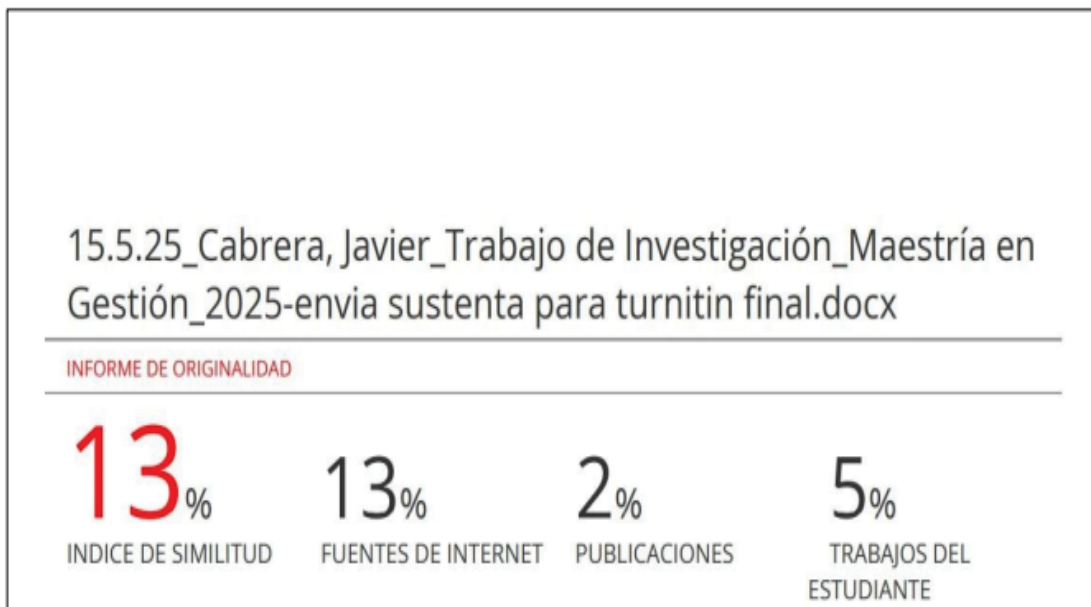 15.5.25_Cabrera, Javier_Trabajo de Investigación_Maestría en
Gestión_2025-envia sustenta para turnitin final.docx
INFORME DE ORIGINALIDAD
13% 13% 2% 5%
INDICE DE SIMILITUD FUENTES DE INTERNET PUBLICACIONES TRABAJOS DEL
ESTUDIANTE